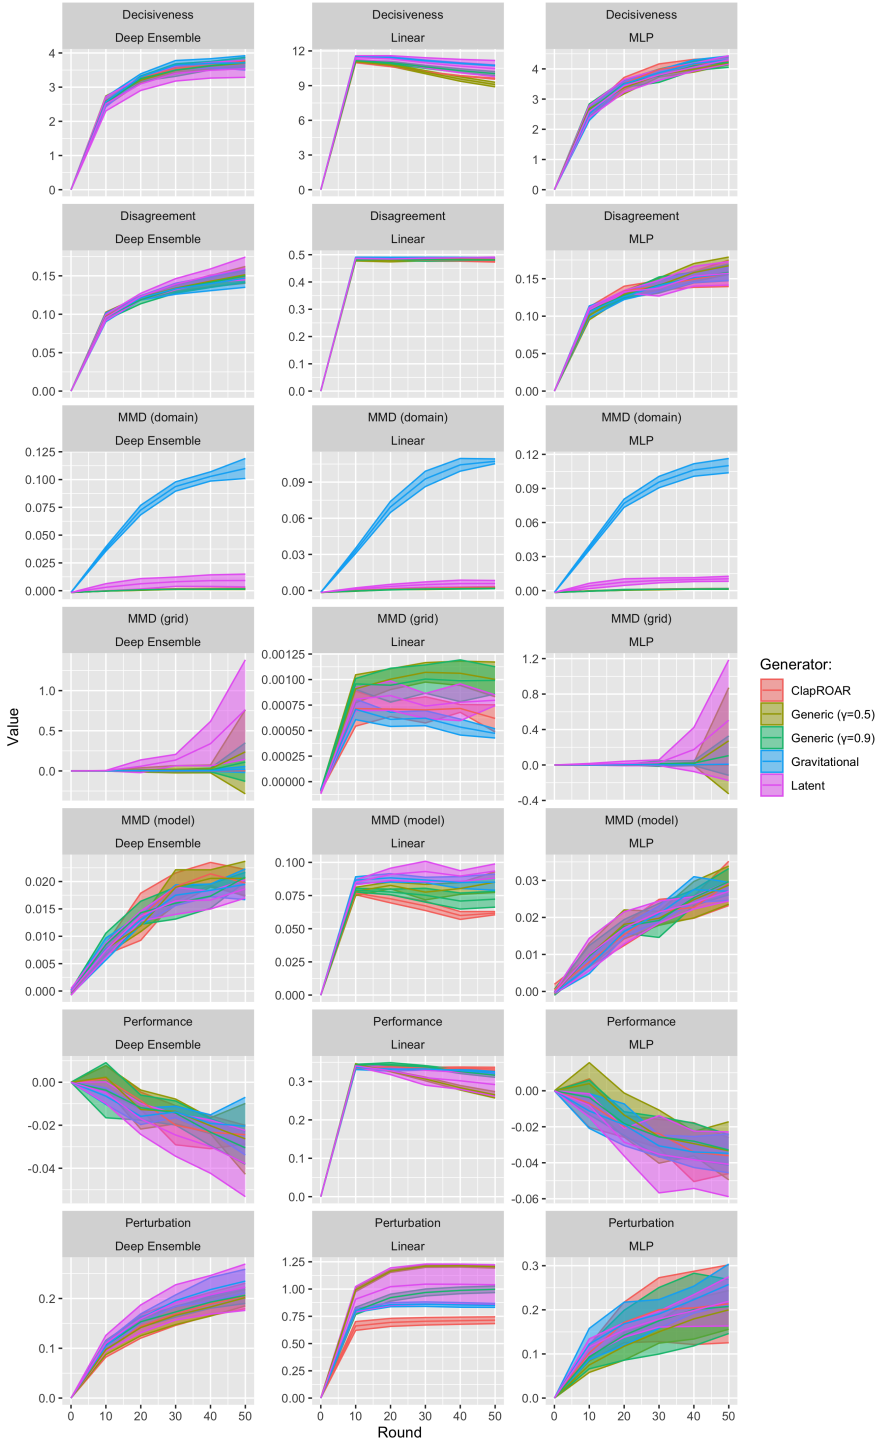 Decisiveness Decisiveness Decisiveness
Deep Ensemble Linear MLP
4 12
3 9 4
2 6 3
1 3 2
0 0 1
0
Disagreement Disagreement Disagreement
Deep Ensemble Linear MLP
0.15 0.5 0.15
0.10 0.4 0.10
0.05 0.3 0.05
0.00 0.2 0.00
0.1
0.0
MMD (domain) MMD (domain) MMD (domain)
Deep Ensemble Linear MLP
0.125 0.09 0.12
0.100 0.06 0.09
0.075 0.03 0.06
0.050 0.00 0.03
0.025 0.00
0.000
MMD (grid) MMD (grid) MMD (grid)
Deep Ensemble Linear MLP
1.0 0.00125 1.2
0.5 0.00100 0.8
0.0 0.00075 0.4
0.00050 0.0
0.00025 -0.4
0.00000
Value
Generator:
ClapROAR
Generic (γ=0.5)
Generic (γ=0.9)
Gravitational
Latent
MMD (model) MMD (model) MMD (model)
Deep Ensemble Linear MLP
0.020 0.100 0.03
0.015 0.075 0.02
0.010 0.050 0.01
0.005 0.025 0.00
0.000 0.000
Performance Performance Performance
Deep Ensemble Linear MLP
0.00 0.3 0.00
-0.02 0.2 -0.02
-0.04 0.1 -0.04
0.0 -0.06
Perturbation Perturbation Perturbation
Deep Ensemble Linear MLP
0.2 1.25 0.3
0.1 1.00 0.2
0.0 0.75 0.1
0.50 0.0
0.25
0.00
0 10 20 30 40 50 0 10 20 30 40 50 0 10 20 30 40 50
Round